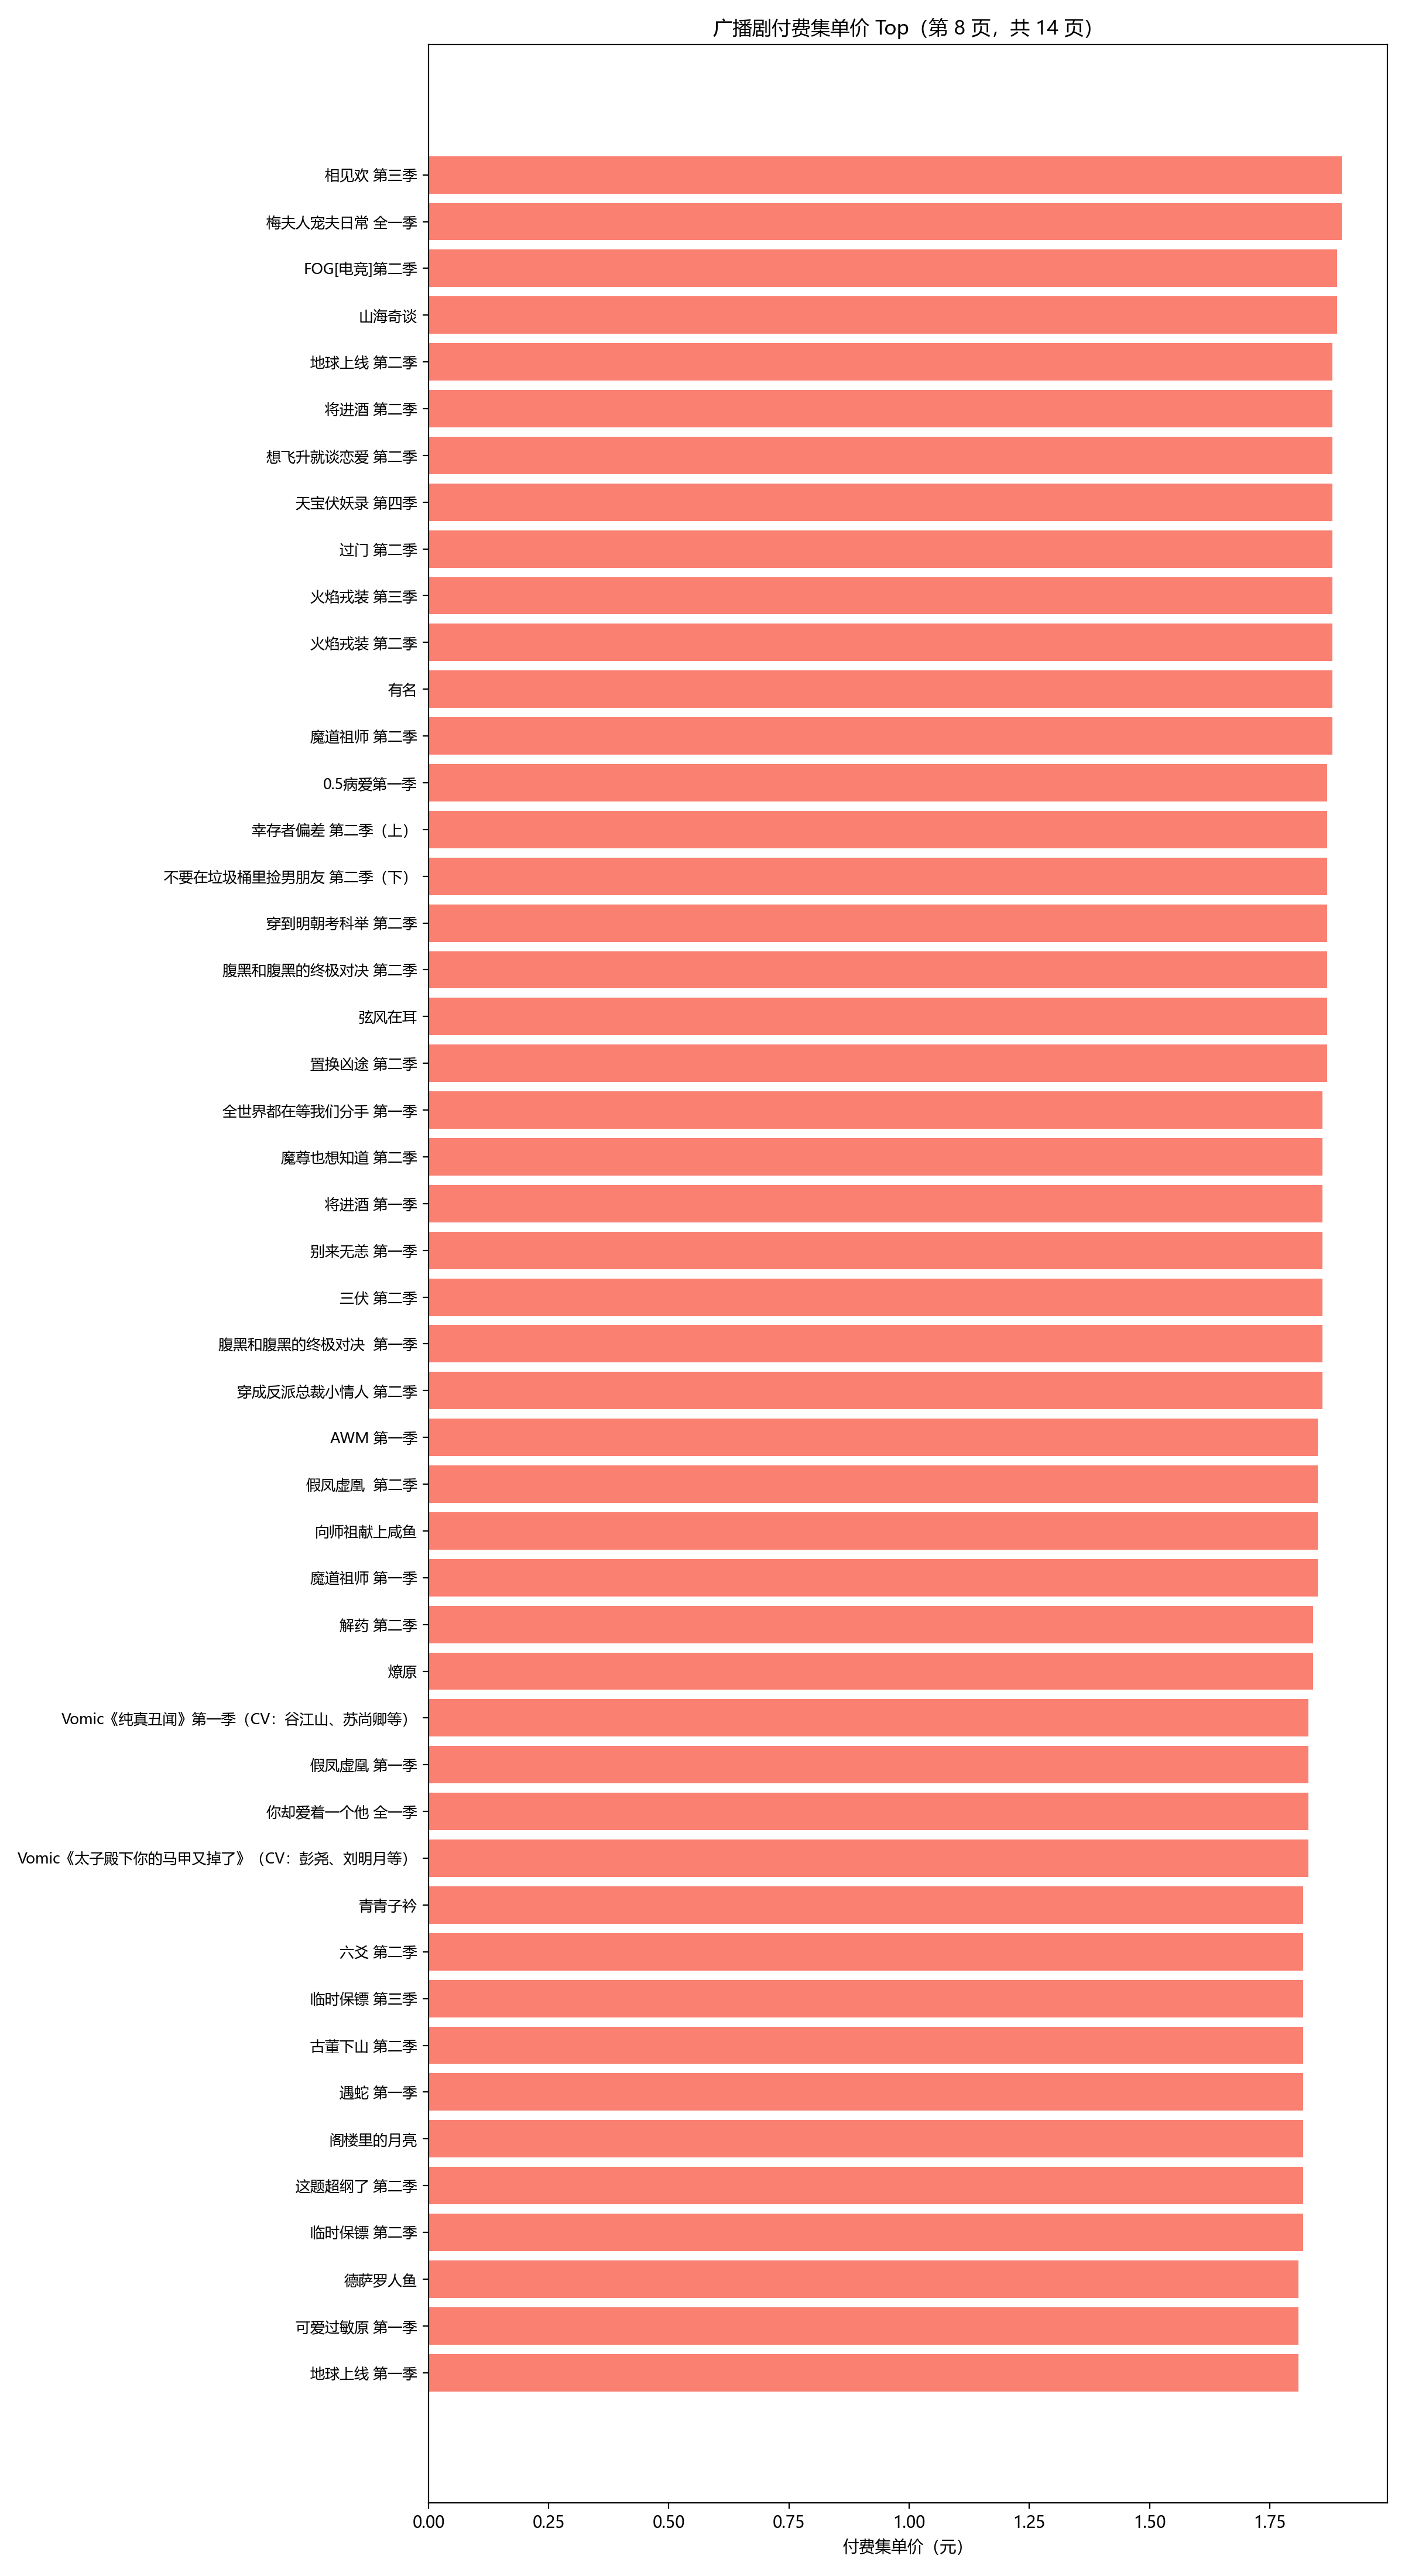 广播剧付费集单价 Top（第 8 页，共 14 页）
相见欢 第三季
梅夫人宠夫日常 全一季
FOG[电竞]第二季
山海奇谈
地球上线 第二季
将进酒 第二季
想飞升就谈恋爱 第二季
天宝伏妖录 第四季
过门 第二季
火焰戎装 第三季
火焰戎装 第二季
有名
魔道祖师 第二季
0.5病爱第一季
幸存者偏差 第二季（上）
不要在垃圾桶里捡男朋友 第二季（下）
穿到明朝考科举 第二季
腹黑和腹黑的终极对决 第二季
弦风在耳
置换凶途 第二季
全世界都在等我们分手 第一季
魔尊也想知道 第二季
将进酒 第一季
别来无恙 第一季
三伏 第二季
腹黑和腹黑的终极对决  第一季
穿成反派总裁小情人 第二季
AWM 第一季
假凤虚凰  第二季
向师祖献上咸鱼
魔道祖师 第一季
解药 第二季
燎原
Vomic《纯真丑闻》第一季（CV：谷江山、苏尚卿等）
假凤虚凰 第一季
你却爱着一个他 全一季
Vomic《太子殿下你的马甲又掉了》（CV：彭尧、刘明月等）
青青子衿
六爻 第二季
临时保镖 第三季
古董下山 第二季
遇蛇 第一季
阁楼里的月亮
这题超纲了 第二季
临时保镖 第二季
德萨罗人鱼
可爱过敏原 第一季
地球上线 第一季
0.00 0.25 0.50 0.75 1.00 1.25 1.50 1.75
付费集单价（元）